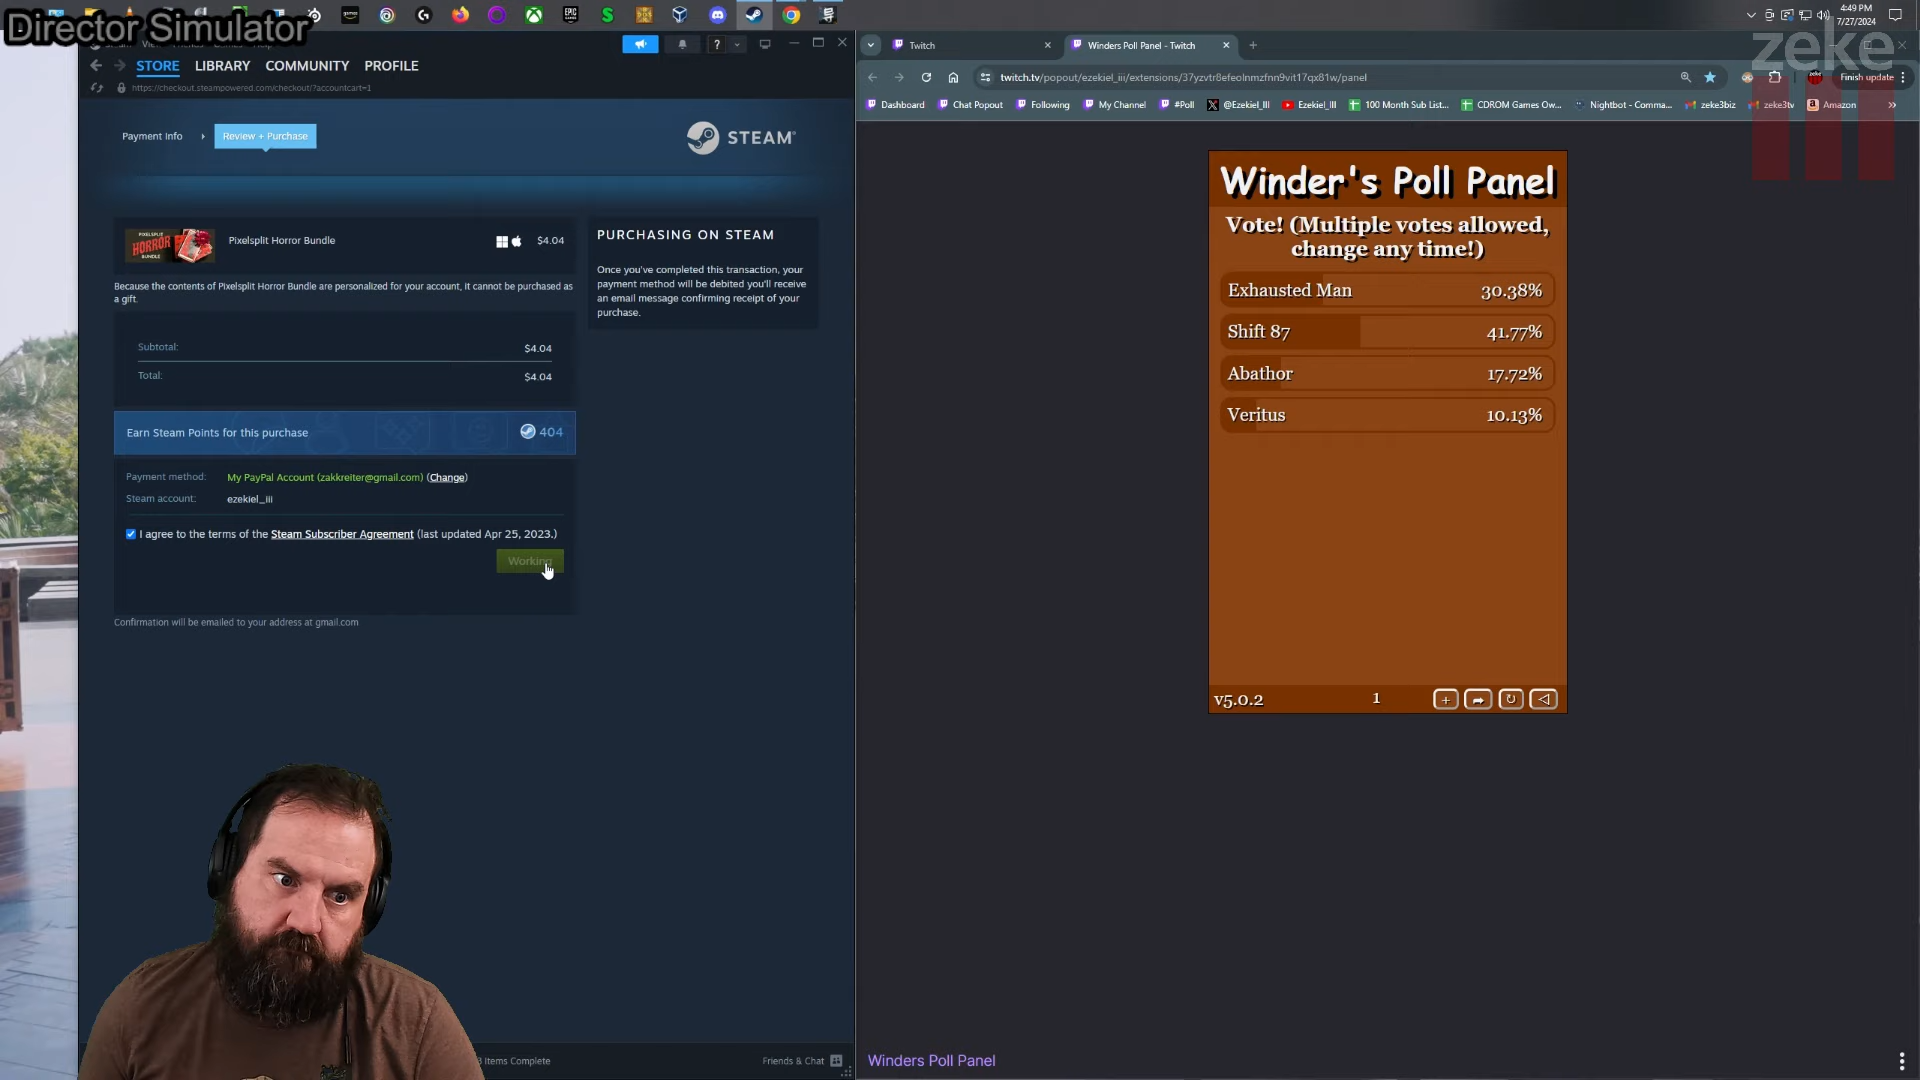 Director Simulator
4:49 PM
7/27/2024
zeke
III
STORE LIBRARY COMMUNITY PROFILE
https://checkout.steampowered.com/checkout/?accountcart=1
Payment Info
Review + Purchase
STEAM
PIXELSPLIT HORROR BUNDLE
Pixelsplit Horror Bundle
$4.04
Because the contents of Pixelsplit Horror Bundle are personalized for your account, it cannot be purchased as
a gift.
Subtotal: $4.04
Total: $4.04
Earn Steam Points for this purchase 404
Payment method: My PayPal Account (zakkreiter@gmail.com) (Change)
Steam account: ezekiel_iii
I agree to the terms of the Steam Subscriber Agreement (last updated Apr 25, 2023.)
Working
Confirmation will be emailed to your address at gmail.com
PURCHASING ON STEAM
Once you've completed this transaction, your
payment method will be debited you'll receive
an email message confirming receipt of your
purchase.
Items Complete
Friends & Chat
Twitch
Winders Poll Panel - Twitch
twitch.tv/popout/ezekiel_iii/extensions/37yzvtr8efeolnmzfnn9vit17qx81w/panel
Finish update
Dashboard Chat Popout Following My Channel #Poll @Ezekiel_III Ezekiel_III 100 Month Sub List... CDROM Games Ow... Nightbot - Comma... zeke3biz zeke3tv Amazon
Winder's Poll Panel
Vote! (Multiple votes allowed,
change any time!)
Exhausted Man 30.38%
Shift 87 41.77%
Abathor 17.72%
Veritus 10.13%
v5.0.2 1
Winders Poll Panel